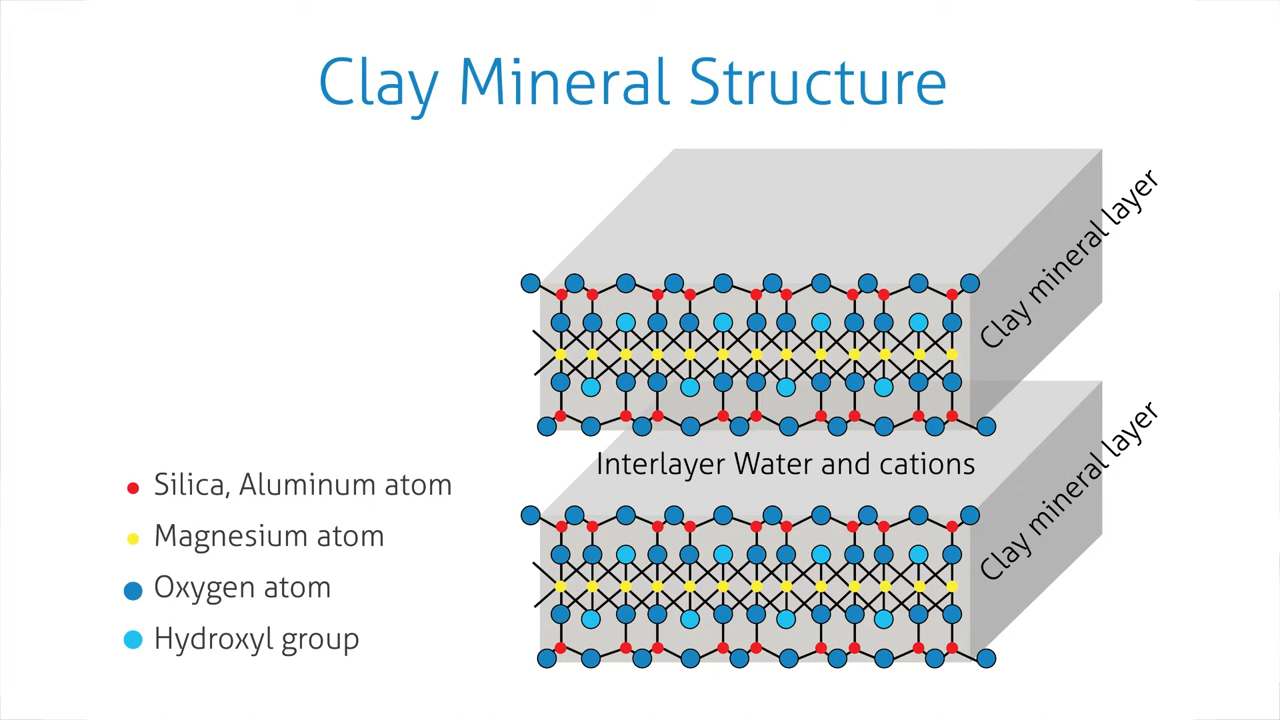 Clay Mineral Structure
Clay mineral layer
Interlayer Water and cations
Clay mineral layer
Silica, Aluminum atom
Magnesium atom
Oxygen atom
Hydroxyl group